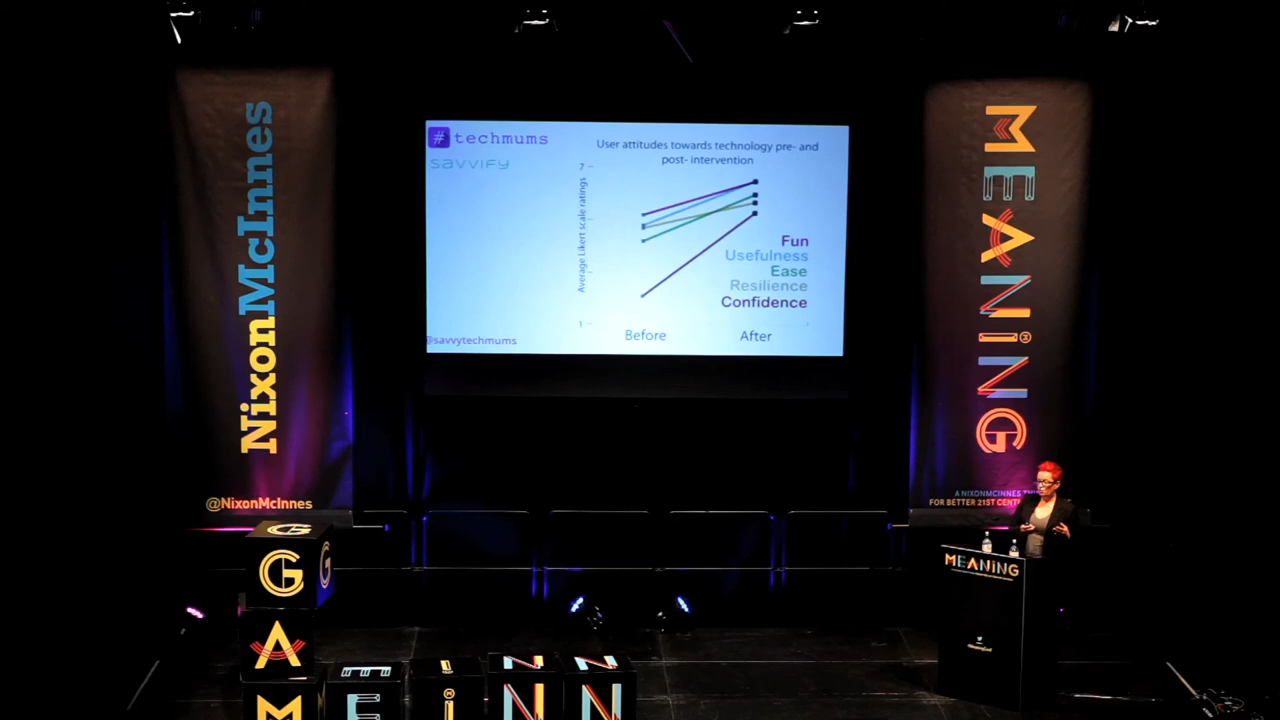 NixonMcInnes
@NixonMcInnes
# techmums
savvify
User attitudes towards technology pre- and
post- intervention
7
Average Likert scale ratings
1
Fun
Usefulness
Ease
Resilience
Confidence
Before
After
@savvytechmums
MEANING
A NIXONMCINNES
FOR BETTER 21ST
MEANING
G
G
G
A
M
E
E
i
i
N
N
N
N